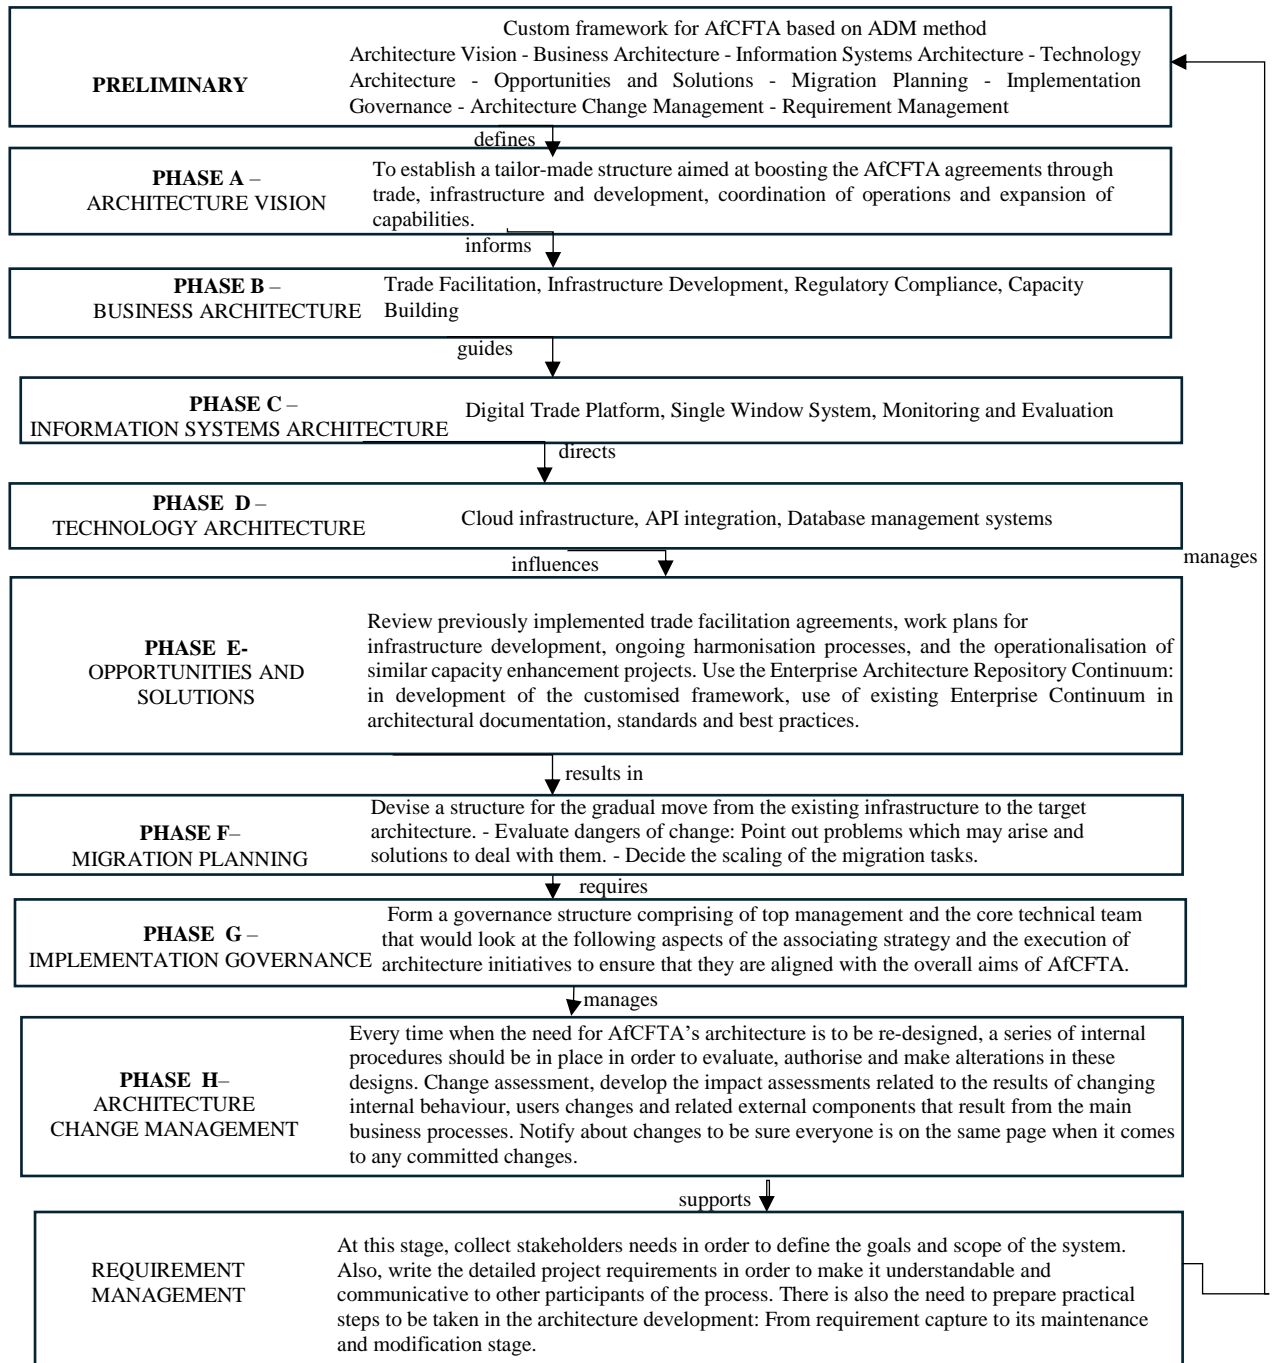 Custom framework for AfCFTA based on ADM method
Architecture Vision - Business Architecture - Information Systems Architecture - Technology
PRELIMINARY
Architecture - Opportunities and Solutions - Migration Planning - Implementation
Governance - Architecture Change Management - Requirement Management
defines
PHASE A –
ARCHITECTURE VISION
To establish a tailor-made structure aimed at boosting the AfCFTA agreements through
trade, infrastructure and development, coordination of operations and expansion of
capabilities.
informs
PHASE B –
BUSINESS ARCHITECTURE
Trade Facilitation, Infrastructure Development, Regulatory Compliance, Capacity
Building
guides
PHASE C –
INFORMATION SYSTEMS ARCHITECTURE
Digital Trade Platform, Single Window System, Monitoring and Evaluation
directs
PHASE D –
TECHNOLOGY ARCHITECTURE
Cloud infrastructure, API integration, Database management systems
influences
manages
PHASE E-
OPPORTUNITIES AND
SOLUTIONS
Review previously implemented trade facilitation agreements, work plans for
infrastructure development, ongoing harmonisation processes, and the operationalisation of
similar capacity enhancement projects. Use the Enterprise Architecture Repository Continuum:
in development of the customised framework, use of existing Enterprise Continuum in
architectural documentation, standards and best practices.
results in
PHASE F–
MIGRATION PLANNING
Devise a structure for the gradual move from the existing infrastructure to the target
architecture. - Evaluate dangers of change: Point out problems which may arise and
solutions to deal with them. - Decide the scaling of the migration tasks.
requires
PHASE G –
IMPLEMENTATION GOVERNANCE
Form a governance structure comprising of top management and the core technical team
that would look at the following aspects of the associating strategy and the execution of
architecture initiatives to ensure that they are aligned with the overall aims of AfCFTA.
manages
PHASE H–
ARCHITECTURE
CHANGE MANAGEMENT
Every time when the need for AfCFTA’s architecture is to be re-designed, a series of internal
procedures should be in place in order to evaluate, authorise and make alterations in these
designs. Change assessment, develop the impact assessments related to the results of changing
internal behaviour, users changes and related external components that result from the main
business processes. Notify about changes to be sure everyone is on the same page when it comes
to any committed changes.
supports
REQUIREMENT
MANAGEMENT
At this stage, collect stakeholders needs in order to define the goals and scope of the system.
Also, write the detailed project requirements in order to make it understandable and
communicative to other participants of the process. There is also the need to prepare practical
steps to be taken in the architecture development: From requirement capture to its maintenance
and modification stage.